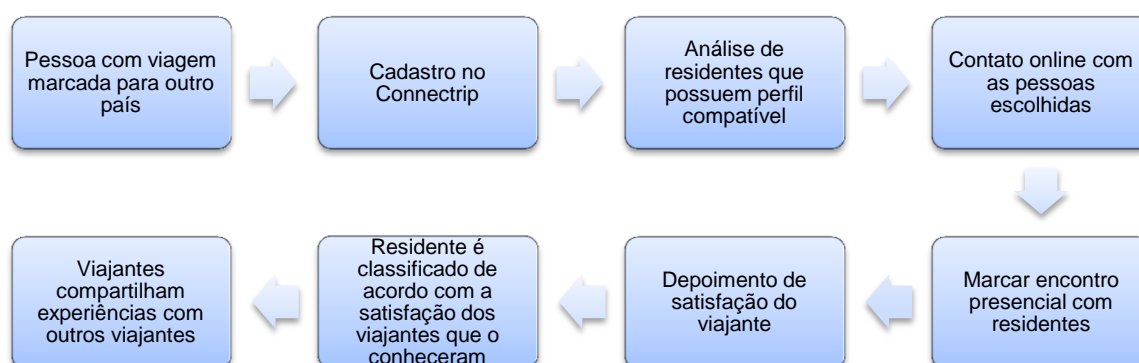 Pessoa com viagem
marcada para outro
país
Cadastro no
Connectrip
Análise de
residentes que
possuem perfil
compatível
Contato online com
as pessoas
escolhidas
Marcar encontro
presencial com
residentes
Depoimento de
satisfação do
viajante
Residente é
classificado de
acordo com a
satisfação dos
viajantes que o
conheceram
Viajantes
compartilham
experiências com
outros viajantes